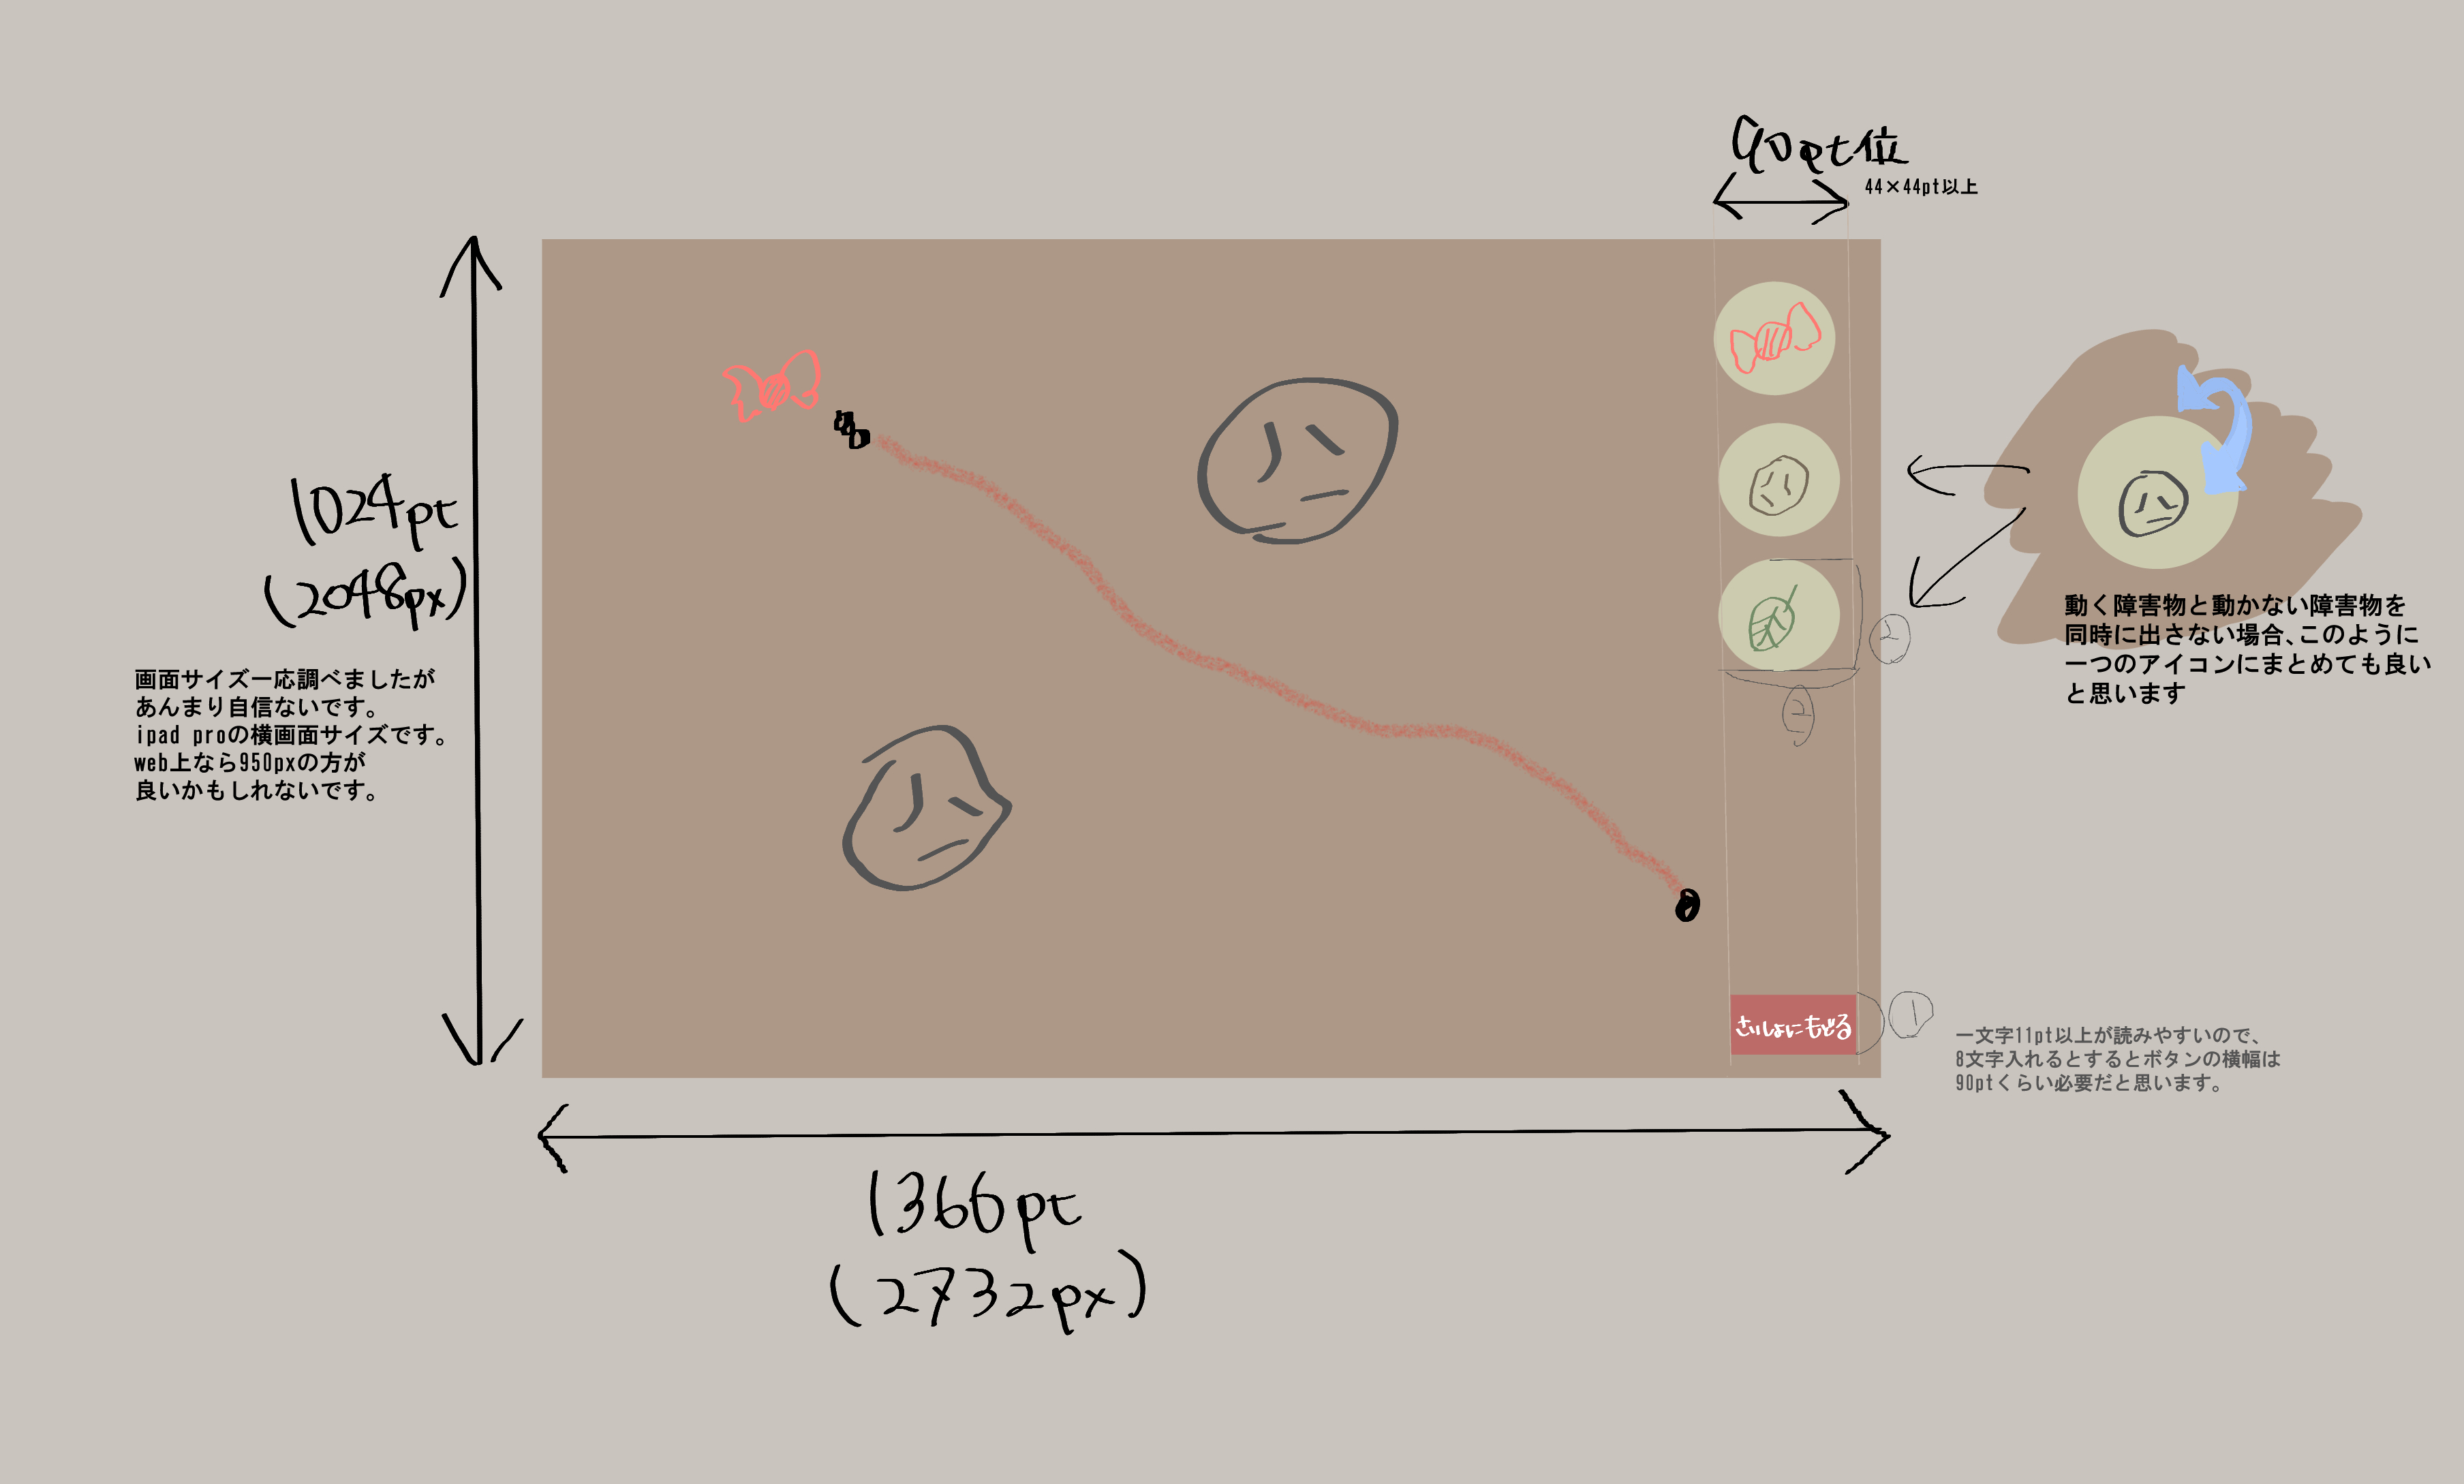 90pt位
44×44pt以上
1024pt
(2048px)
画面サイズ一応調べましたが
あんまり自信ないです。
ipad proの横画面サイズです。
web上なら950pxの方が
良いかもしれないです。
動く障害物と動かない障害物を
同時に出さない場合、このように
一つのアイコンにまとめても良い
と思います
2
2
さいしょにもどる
1
一文字11pt以上が読みやすいので、
8文字入れるとするとボタンの横幅は
90ptくらい必要だと思います。
1366pt
(2732px)